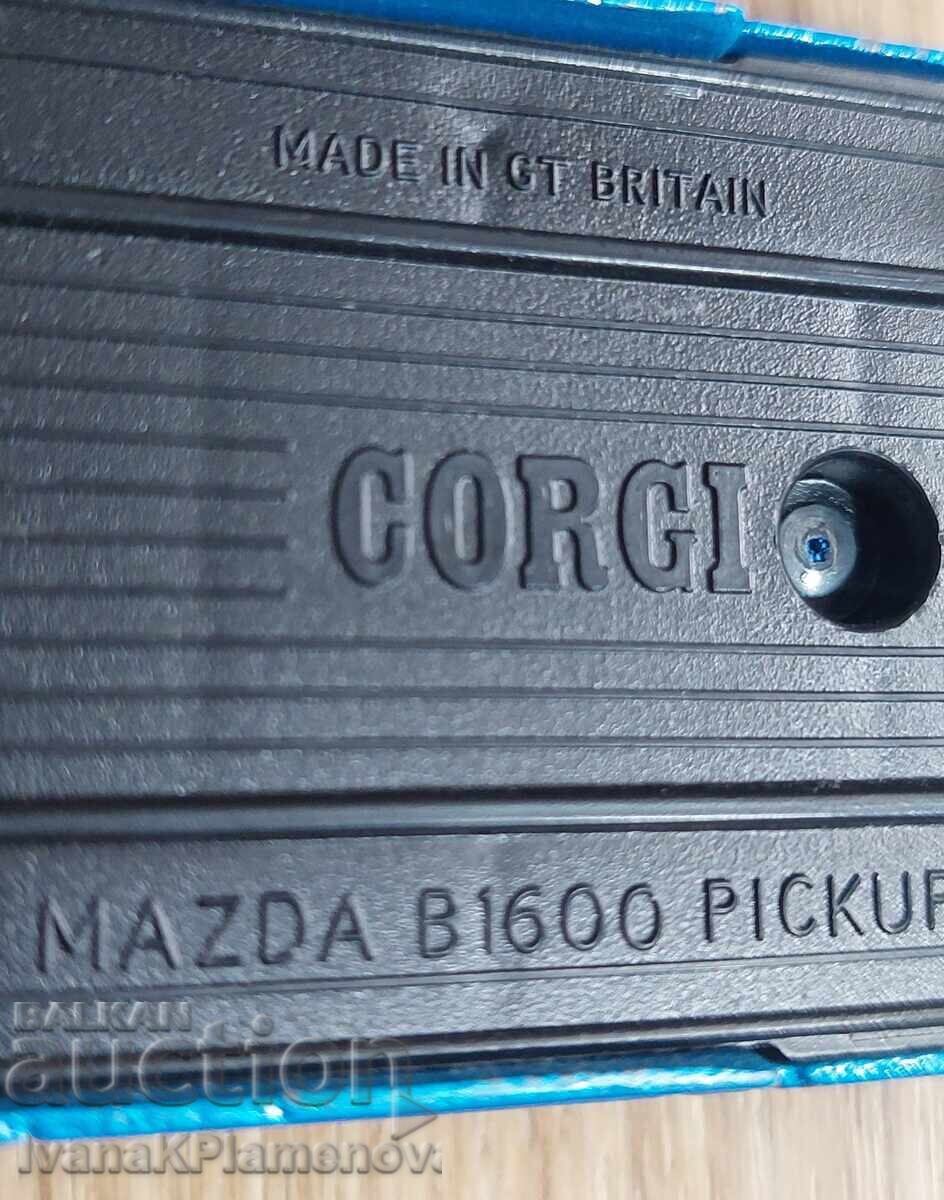 MADE IN GT BRITAIN
CORGI
MAZDA B1600 PICKUP
BALKAN
auction
IvanaKPlamenov